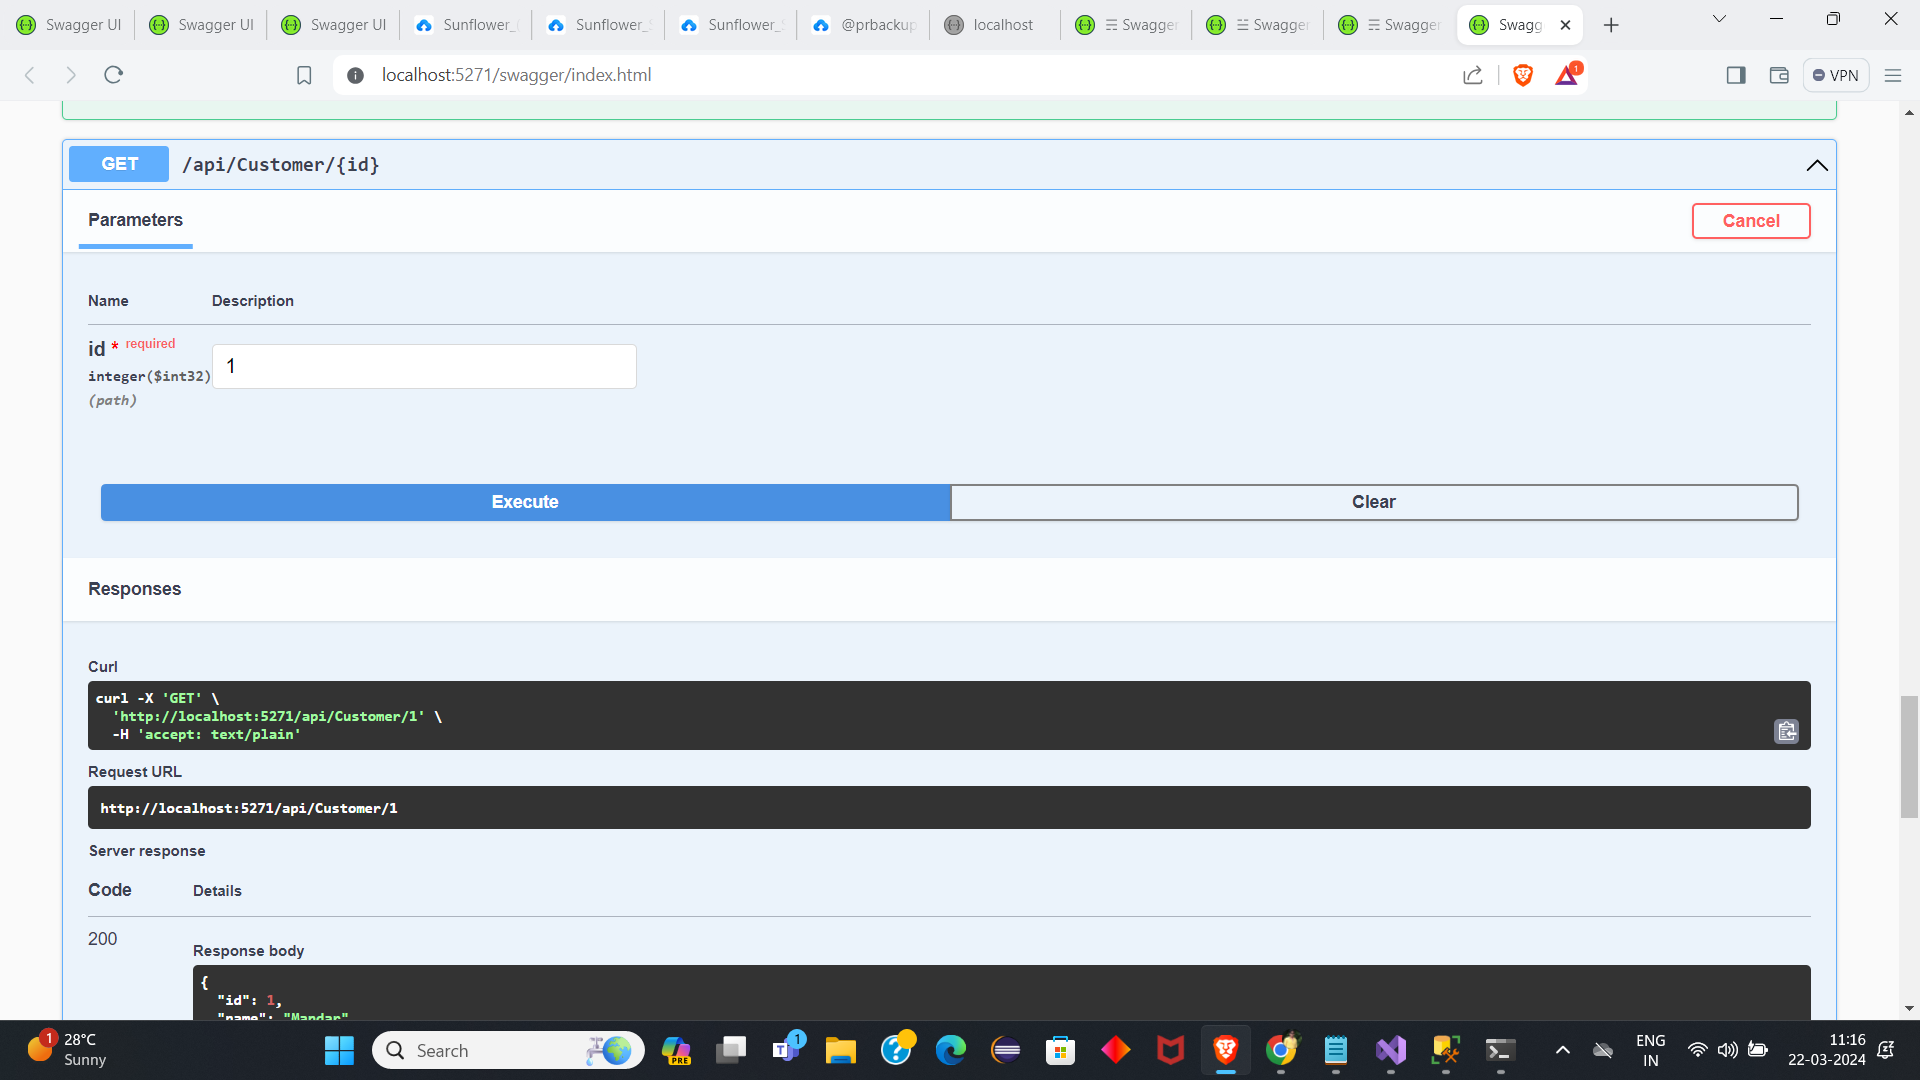 Swagger UI Swagger UI Swagger UI Sunflower_ Sunflower_ Sunflower_ @prbackup localhost Swagger Swagger Swagger Swagg
localhost:5271/swagger/index.html 1 VPN
GET /api/Customer/{id}
Parameters Cancel
Name Description
id * required
integer($int32)
(path)
1
Execute Clear
Responses
Curl
curl -X 'GET' \
'http://localhost:5271/api/Customer/1' \
-H 'accept: text/plain'
Request URL
http://localhost:5271/api/Customer/1
Server response
Code Details
200
Response body
{
"id": 1,
"name": "Mandar"
1 28°C
Sunny
Search
PRE
1
ENG
IN
11:16
22-03-2024